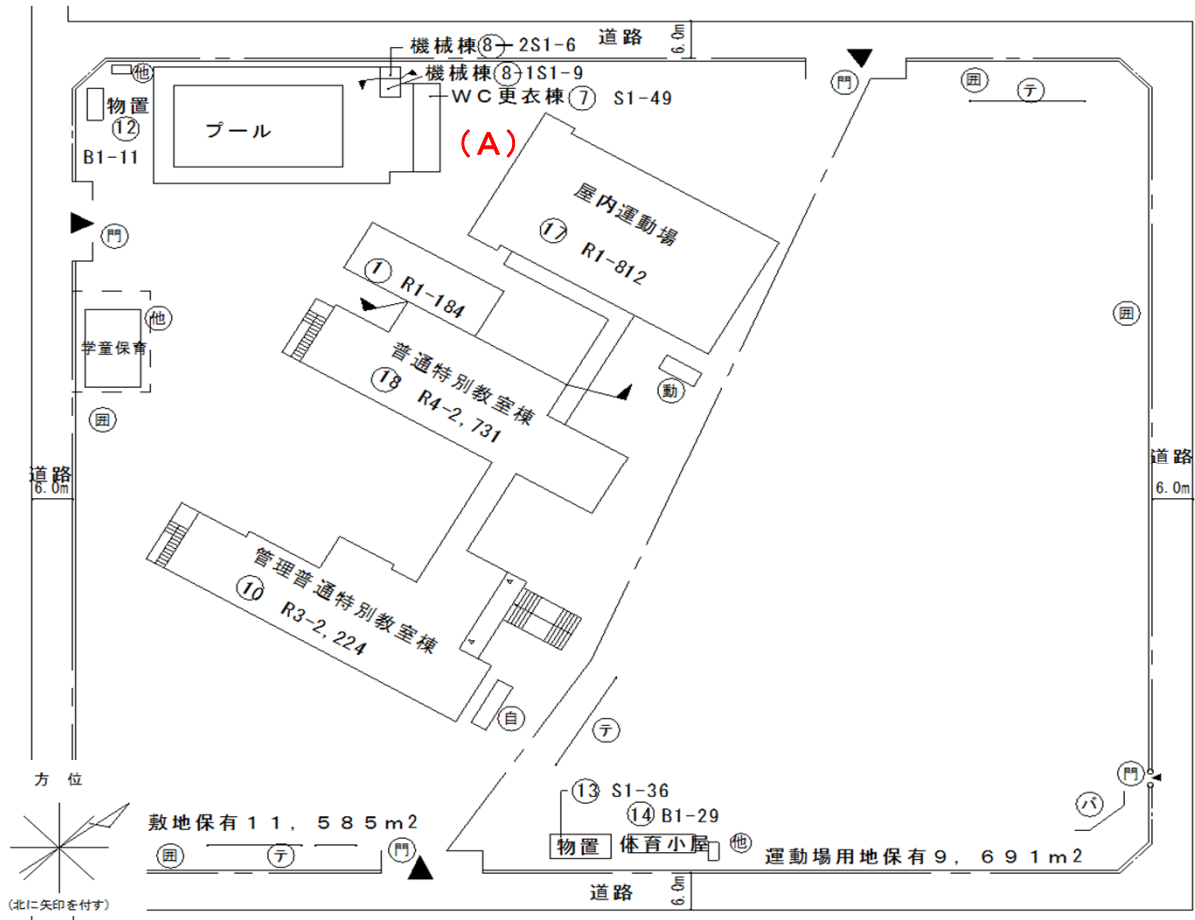 道路
6.0m
機械棟⑧-2S1-6
機械棟⑧-1S1-9
WC更衣棟⑦ S1-49
他
物置
⑫
B1-11
プール
(A)
門
囲
テ
屋内運動場
⑰ R1-812
門
① R1-184
他
学童保育
囲
囲
普通特別教室棟
⑱ R4-2,731
動
道路
6.0m
道路
6.0m
管理普通特別教室棟
⑩ R3-2,224
自
テ
方 位
(北に矢印を付す)
敷地保有11,585m2
囲
テ
門
⑬ S1-36
⑭ B1-29
物置
体育小屋
他
運動場用地保有9,691m2
バ
門
道路
6.0m